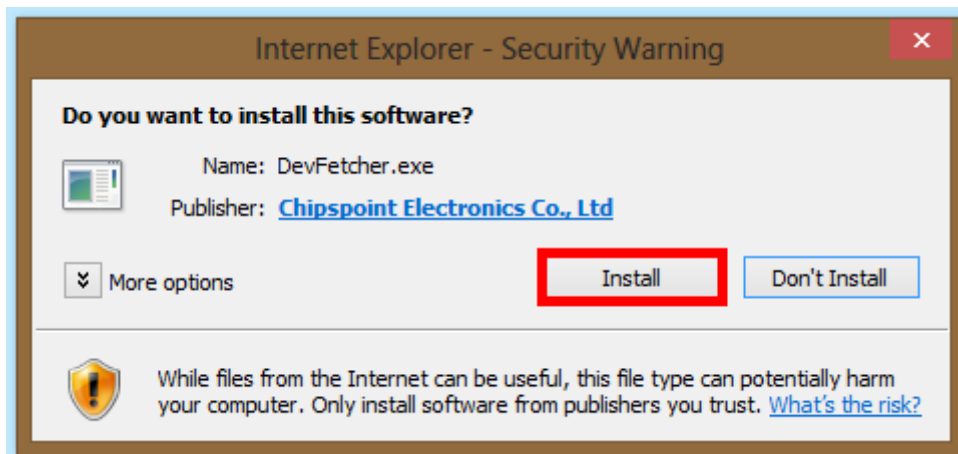 Internet Explorer - Security Warning
Do you want to install this software?
Name: DevFetcher.exe
Publisher: Chipspoint Electronics Co., Ltd
More options
Install
Don't Install
While files from the Internet can be useful, this file type can potentially harm
your computer. Only install software from publishers you trust. What's the risk?